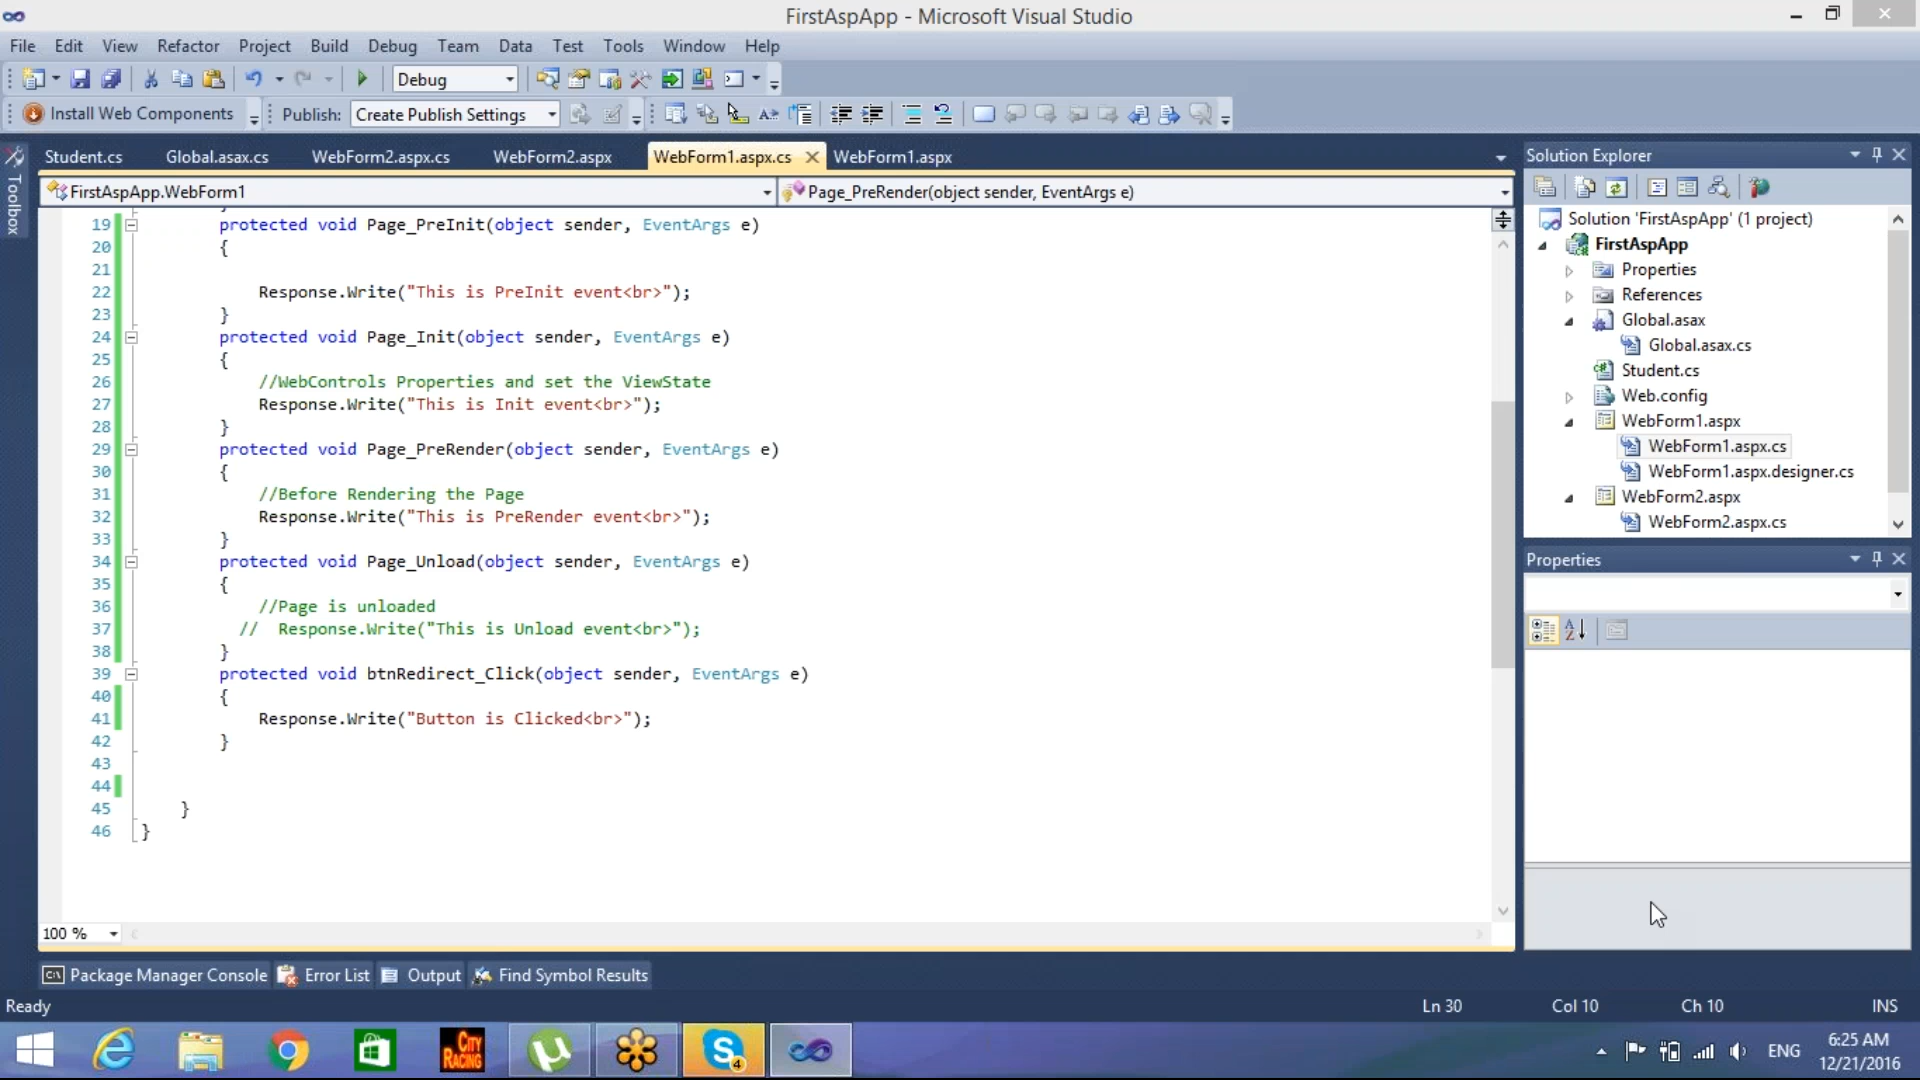 FirstAspApp - Microsoft Visual Studio
File Edit View Refactor Project Build Debug Team Data Test Tools Window Help
Debug
Install Web Components Publish: Create Publish Settings
Student.cs Global.asax.cs WebForm2.aspx.cs WebForm2.aspx WebForm1.aspx.cs WebForm1.aspx
Toolbox
FirstAspApp.WebForm1 Page_PreRender(object sender, EventArgs e)
19 protected void Page_PreInit(object sender, EventArgs e)
20 {
21
22 Response.Write("This is PreInit event<br>");
23 }
24 protected void Page_Init(object sender, EventArgs e)
25 {
26 //WebControls Properties and set the ViewState
27 Response.Write("This is Init event<br>");
28 }
29 protected void Page_PreRender(object sender, EventArgs e)
30 {
31 //Before Rendering the Page
32 Response.Write("This is PreRender event<br>");
33 }
34 protected void Page_Unload(object sender, EventArgs e)
35 {
36 //Page is unloaded
37 // Response.Write("This is Unload event<br>");
38 }
39 protected void btnRedirect_Click(object sender, EventArgs e)
40 {
41 Response.Write("Button is Clicked<br>");
42 }
43
44
45 }
46 }
100 %
Solution Explorer
Solution 'FirstAspApp' (1 project)
FirstAspApp
Properties
References
Global.asax
Global.asax.cs
Student.cs
Web.config
WebForm1.aspx
WebForm1.aspx.cs
WebForm1.aspx.designer.cs
WebForm2.aspx
WebForm2.aspx.cs
Properties
Package Manager Console Error List Output Find Symbol Results
Ready Ln 30 Col 10 Ch 10 INS
CITY RACING
4
ENG
6:25 AM
12/21/2016